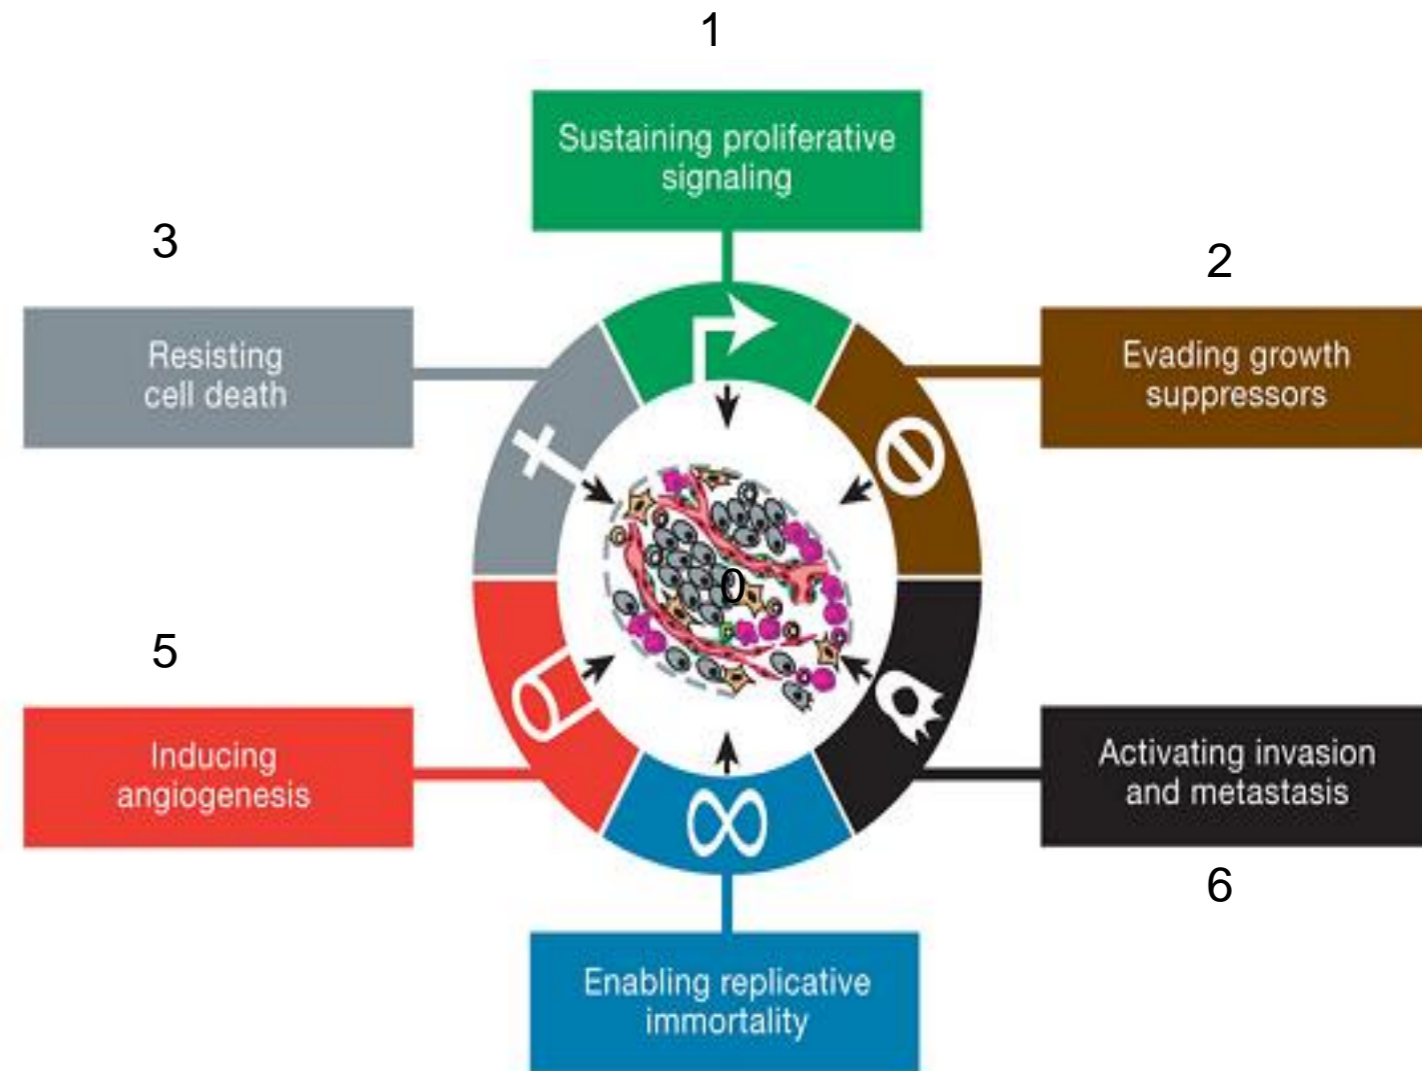 1
Sustaining proliferative
signaling
3
2
Resisting
cell death
Evading growth
suppressors
0
5
Inducing
angiogenesis
Activating invasion
and metastasis
6
Enabling replicative
immortality